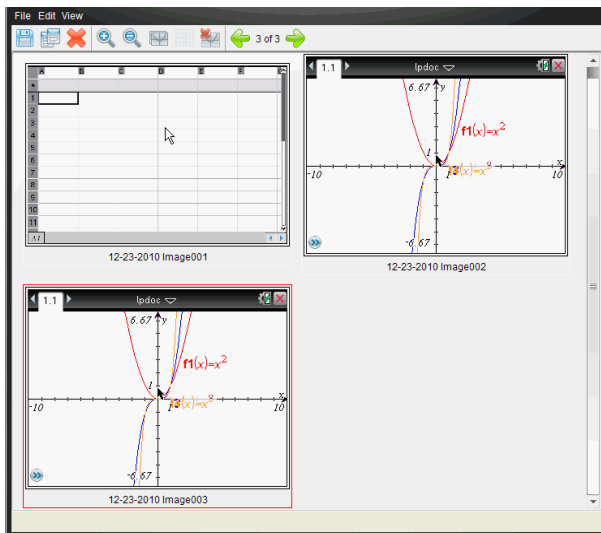 File Edit View
3 of 3
A B C D E F
1
2
3
4
5
6
7
8
9
10
11
A1
12-23-2010 Image001
1.1 lpdoc
6.67 y
f1(x)=x²
1
x
-10 1 10
-6.67
12-23-2010 Image002
1.1 lpdoc
6.67 y
f1(x)=x²
1
x
-10 1 10
-6.67
12-23-2010 Image003